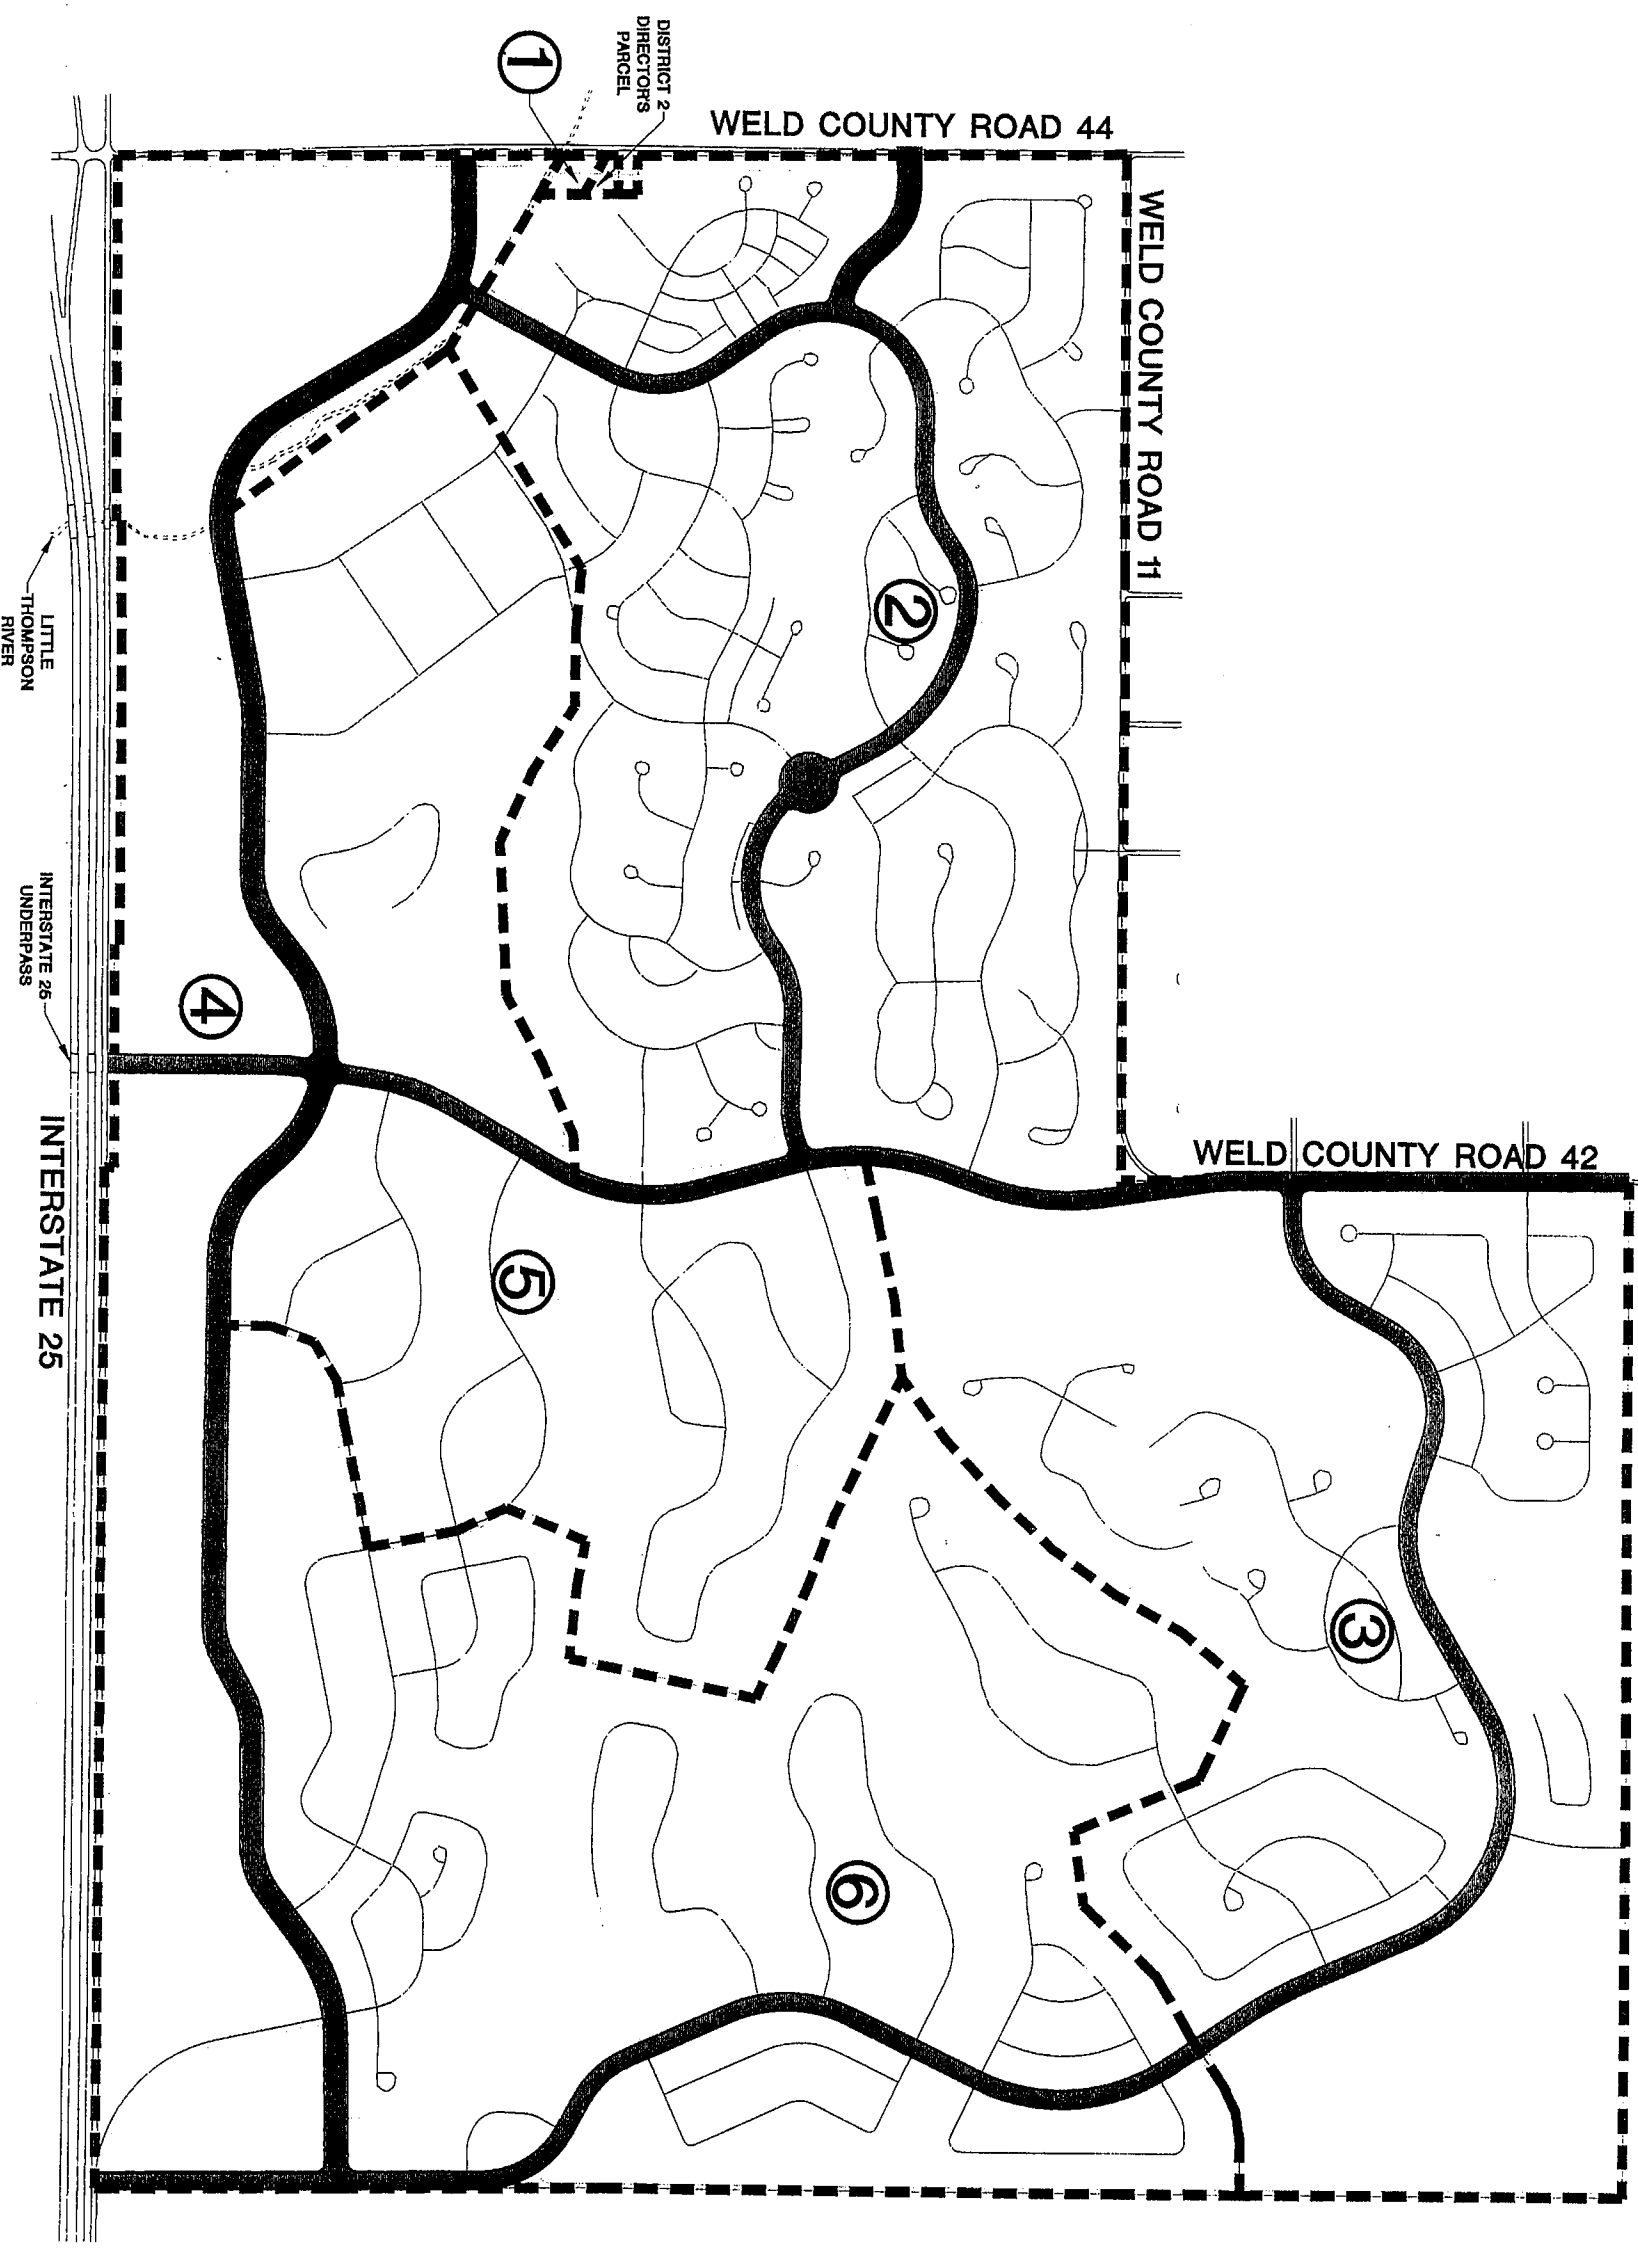 DISTRICT 2
DIRECTOR'S
PARCEL
1
WELD COUNTY ROAD 44
WELD COUNTY ROAD 11
2
LITTLE
THOMPSON
RIVER
INTERSTATE 25
UNDERPASS
4
INTERSTATE 25
WELD COUNTY ROAD 42
5
3
6